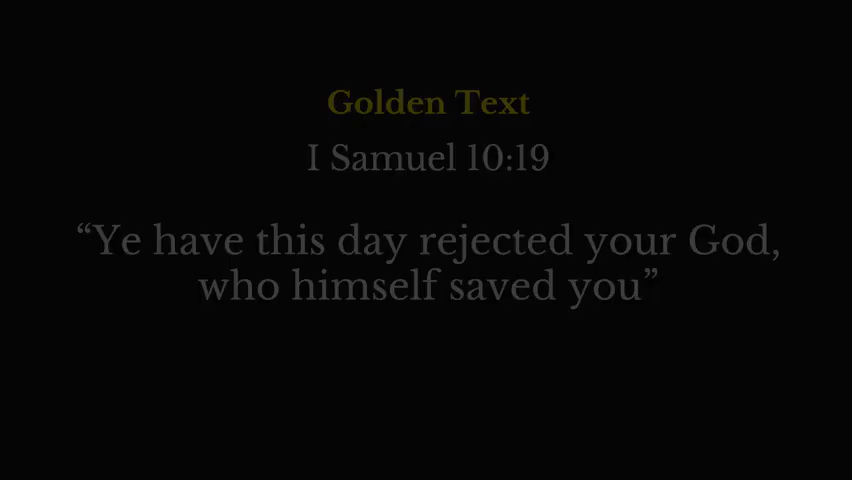 Golden Text
I Samuel 10:19
“Ye have this day rejected your God,
who himself saved you”